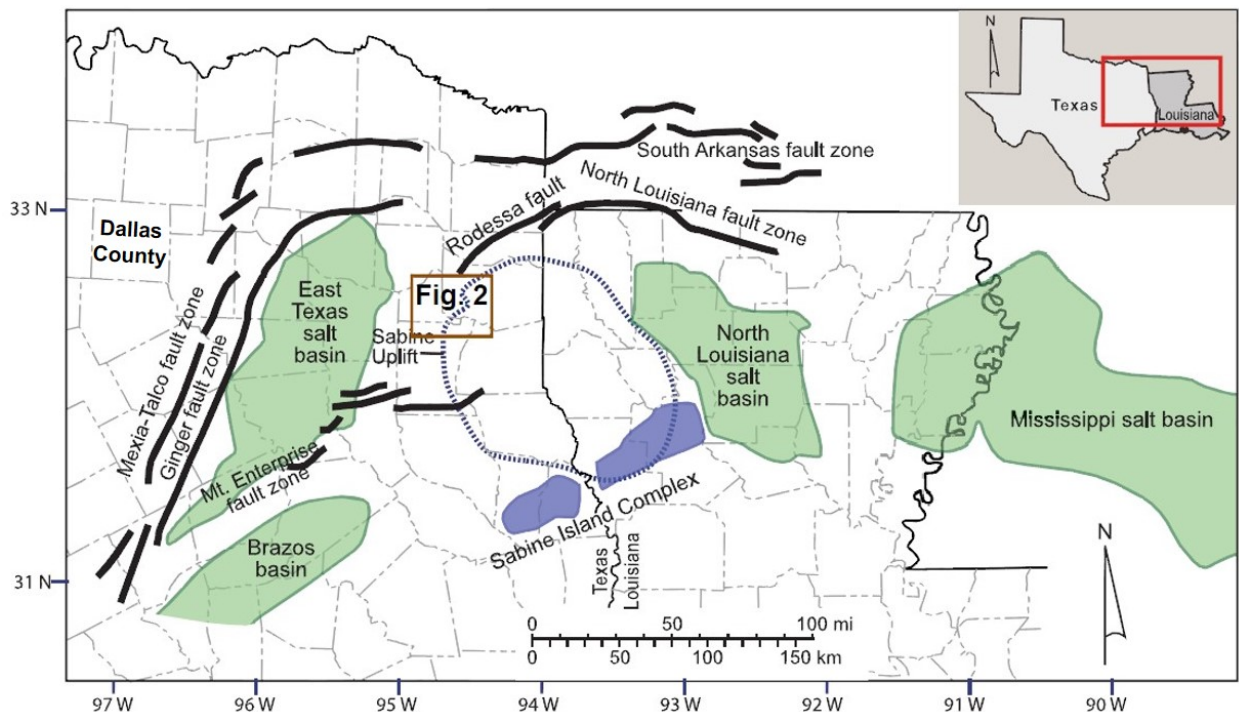 N
Texas
Louisiana
South Arkansas fault zone
North Louisiana fault zone
Rodessa fault
33 N
Dallas
County
Fig. 2
East
Texas
salt
basin
Sabine
Uplift
North
Louisiana
salt
basin
Mexia-Talco fault zone
Ginger fault zone
Mississippi salt basin
Mt. Enterprise
fault zone
Sabine Island Complex
Brazos
basin
Texas
Louisiana
N
31 N
0 50 100 mi
0 50 100 150 km
97 W 96 W 95 W 94 W 93 W 92 W 91 W 90 W